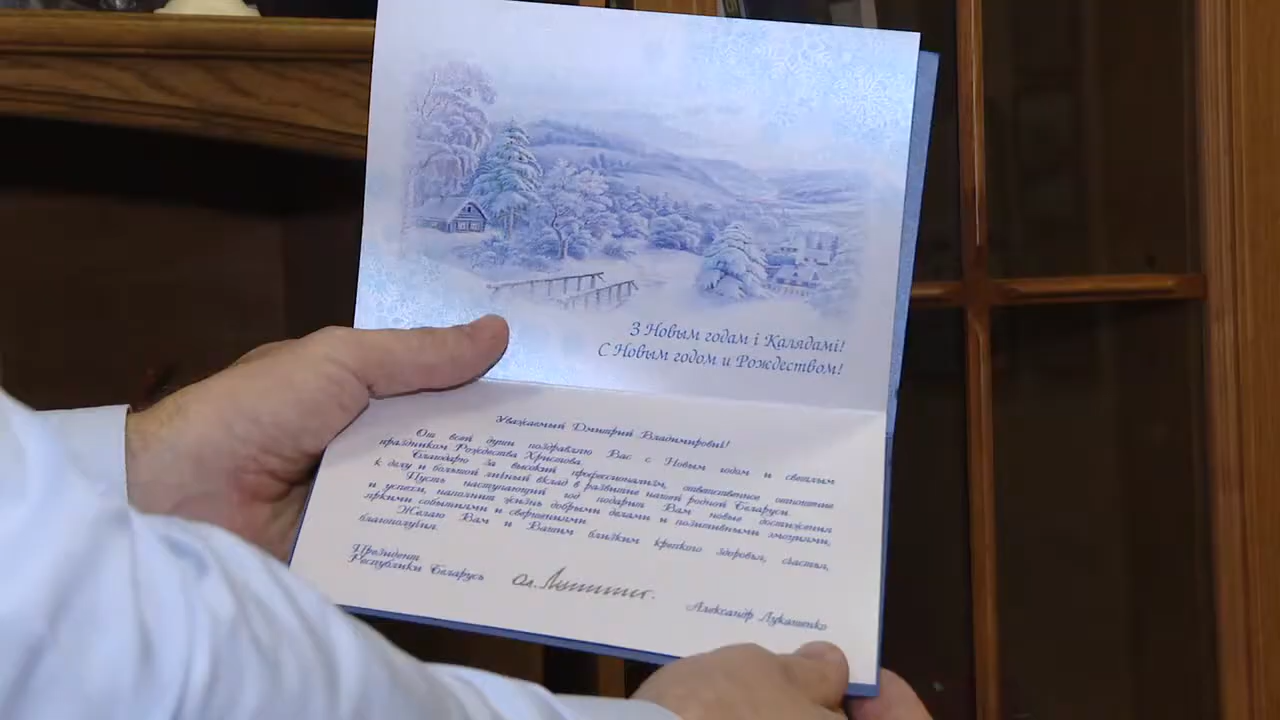 З Новым годам і Калядамі!
С Новым годом и Рождеством!
Уважаемый Дмитрий Владимирович!
От всей души поздравляю Вас с Новым годом и светлым
праздником Рождества Христова.
Благодарю за высокий профессионализм, ответственное отношение
к делу и большой личный вклад в развитие нашей родной Беларуси.
Пусть наступающий год подарит Вам новые достижения
и успехи, наполнит жизнь добрыми делами и позитивными эмоциями,
яркими событиями и свершениями.
Желаю Вам и Вашим близким крепкого здоровья, счастья,
благополучия.
Президент
Республики Беларусь
Александр Лукашенко